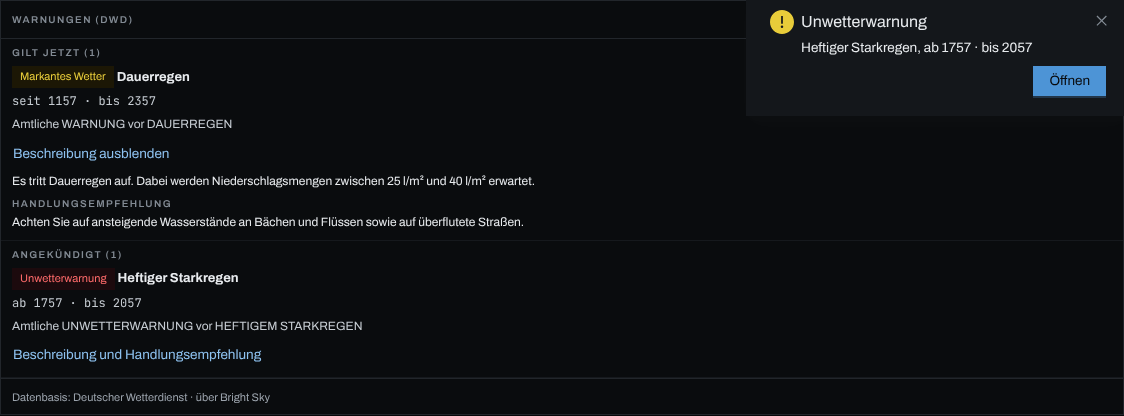 WARNUNGEN (DWD)
GILT JETZT (1)
Markantes Wetter Dauerregen
seit 1157 · bis 2357
Amtliche WARNUNG vor DAUERREGEN
Beschreibung ausblenden
Es tritt Dauerregen auf. Dabei werden Niederschlagsmengen zwischen 25 l/m² und 40 l/m² erwartet.
HANDLUNGSEMPFEHLUNG
Achten Sie auf ansteigende Wasserstände an Bächen und Flüssen sowie auf überflutete Straßen.
ANGEKÜNDIGT (1)
Unwetterwarnung Heftiger Starkregen
ab 1757 · bis 2057
Amtliche UNWETTERWARNUNG vor HEFTIGEM STARKREGEN
Beschreibung und Handlungsempfehlung
Datenbasis: Deutscher Wetterdienst · über Bright Sky
Unwetterwarnung
Heftiger Starkregen, ab 1757 · bis 2057
Öffnen